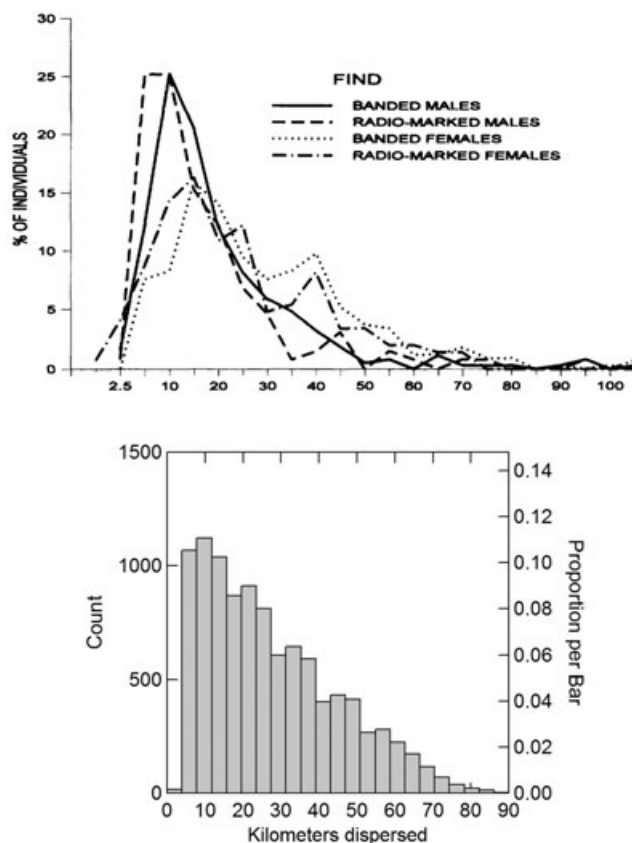 30
25
20
15
10
5
0
% OF INDIVIDUALS
FIND
BANDED MALES
RADIO-MARKED MALES
BANDED FEMALES
RADIO-MARKED FEMALES
2.5 10 20 30 40 50 60 70 80 90 100
1500
1000
500
0
Count
0.14
0.12
0.10
0.08
0.06
0.04
0.02
0.00
Proportion per Bar
0 10 20 30 40 50 60 70 80 90
Kilometers dispersed